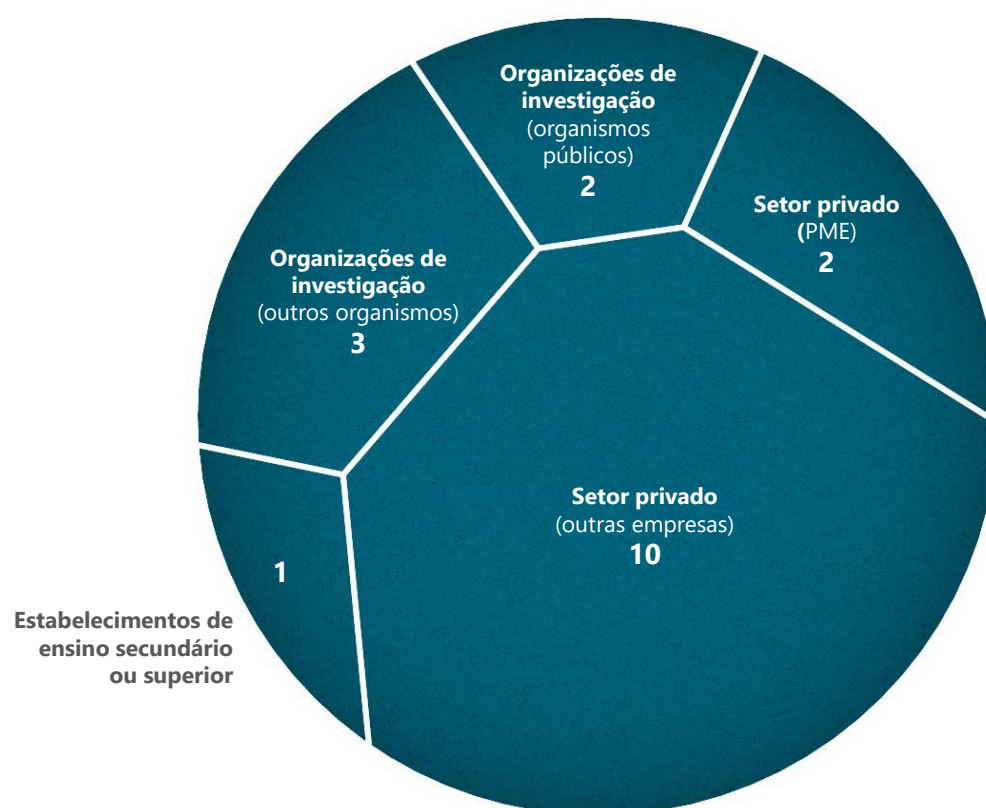 Organizações de
investigação
(organismos
públicos)
2
Setor privado
(PME)
2
Organizações de
investigação
(outros organismos)
3
Setor privado
(outras empresas)
10
1
Estabelecimentos de
ensino secundário
ou superior